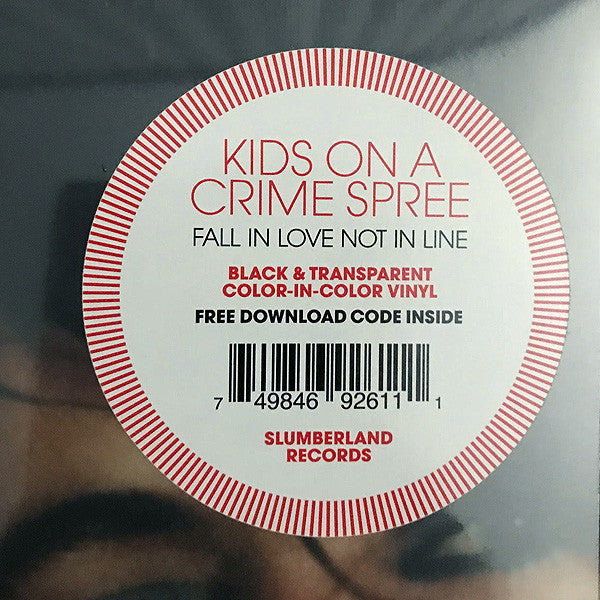 KIDS ON A
CRIME SPREE
FALL IN LOVE NOT IN LINE
BLACK & TRANSPARENT
COLOR-IN-COLOR VINYL
FREE DOWNLOAD CODE INSIDE
7 49846 92611 1
SLUMBERLAND
RECORDS